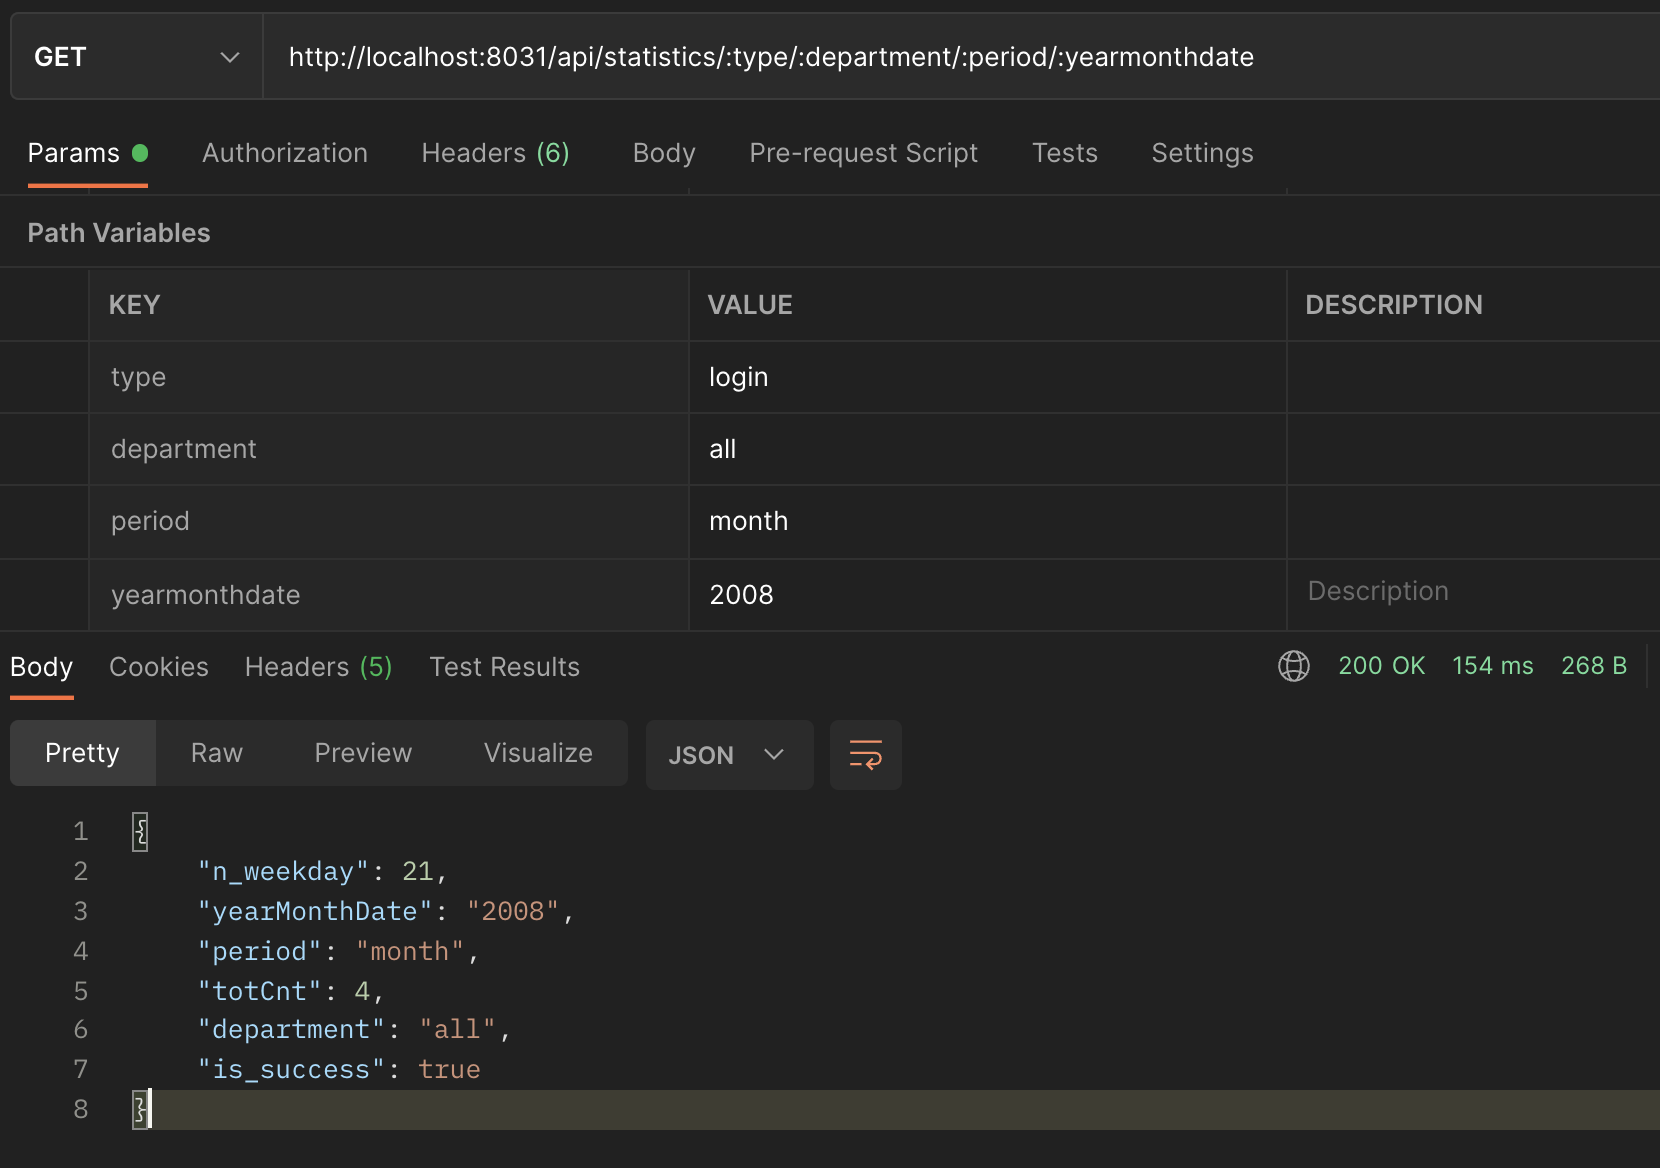 GET http://localhost:8031/api/statistics/:type/:department/:period/:yearmonthdate
Params Authorization Headers (6) Body Pre-request Script Tests Settings
Path Variables
KEY VALUE DESCRIPTION
type login
department all
period month
yearmonthdate 2008 Description
Body Cookies Headers (5) Test Results 200 OK 154 ms 268 B
Pretty Raw Preview Visualize JSON
1 {
2 "n_weekday": 21,
3 "yearMonthDate": "2008",
4 "period": "month",
5 "totCnt": 4,
6 "department": "all",
7 "is_success": true
8 }